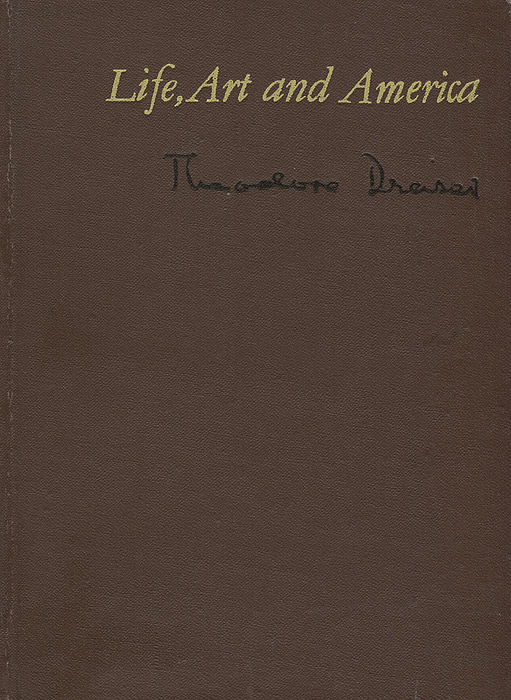 Life, Art and America
Theodore Dreiser